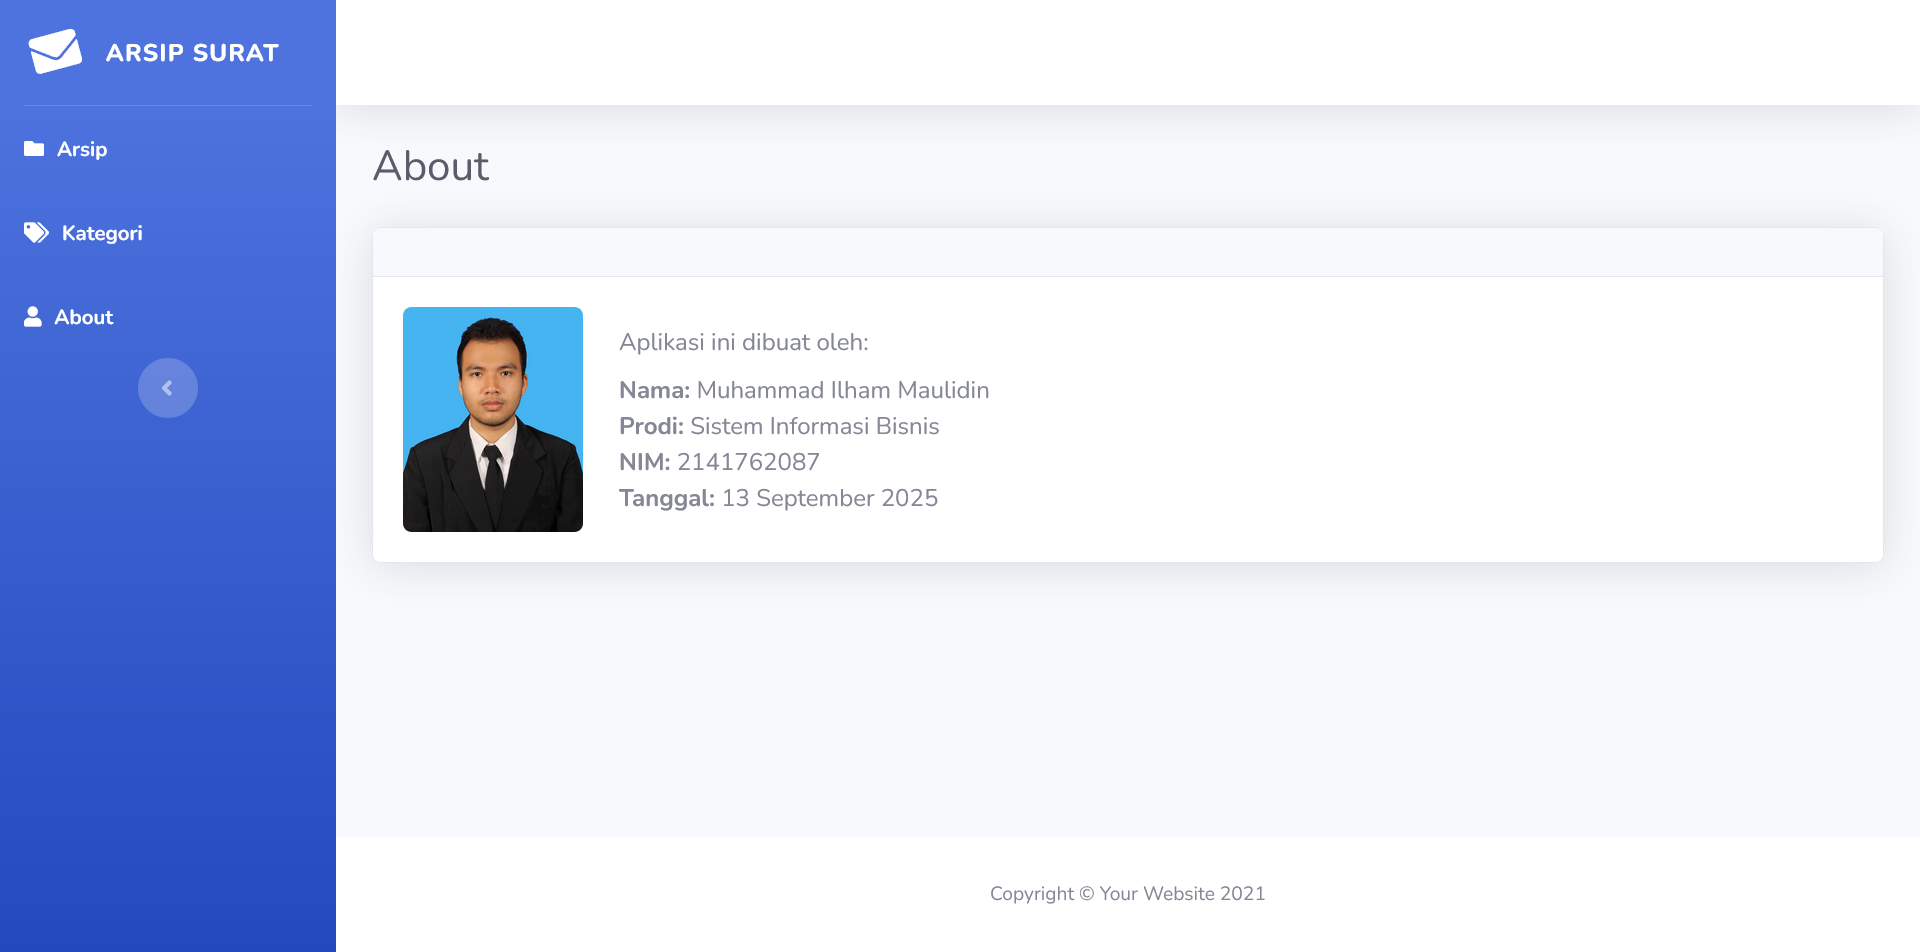 ARSIP SURAT
Arsip
Kategori
About
About
Aplikasi ini dibuat oleh:
Nama: Muhammad Ilham Maulidin
Prodi: Sistem Informasi Bisnis
NIM: 2141762087
Tanggal: 13 September 2025
Copyright © Your Website 2021